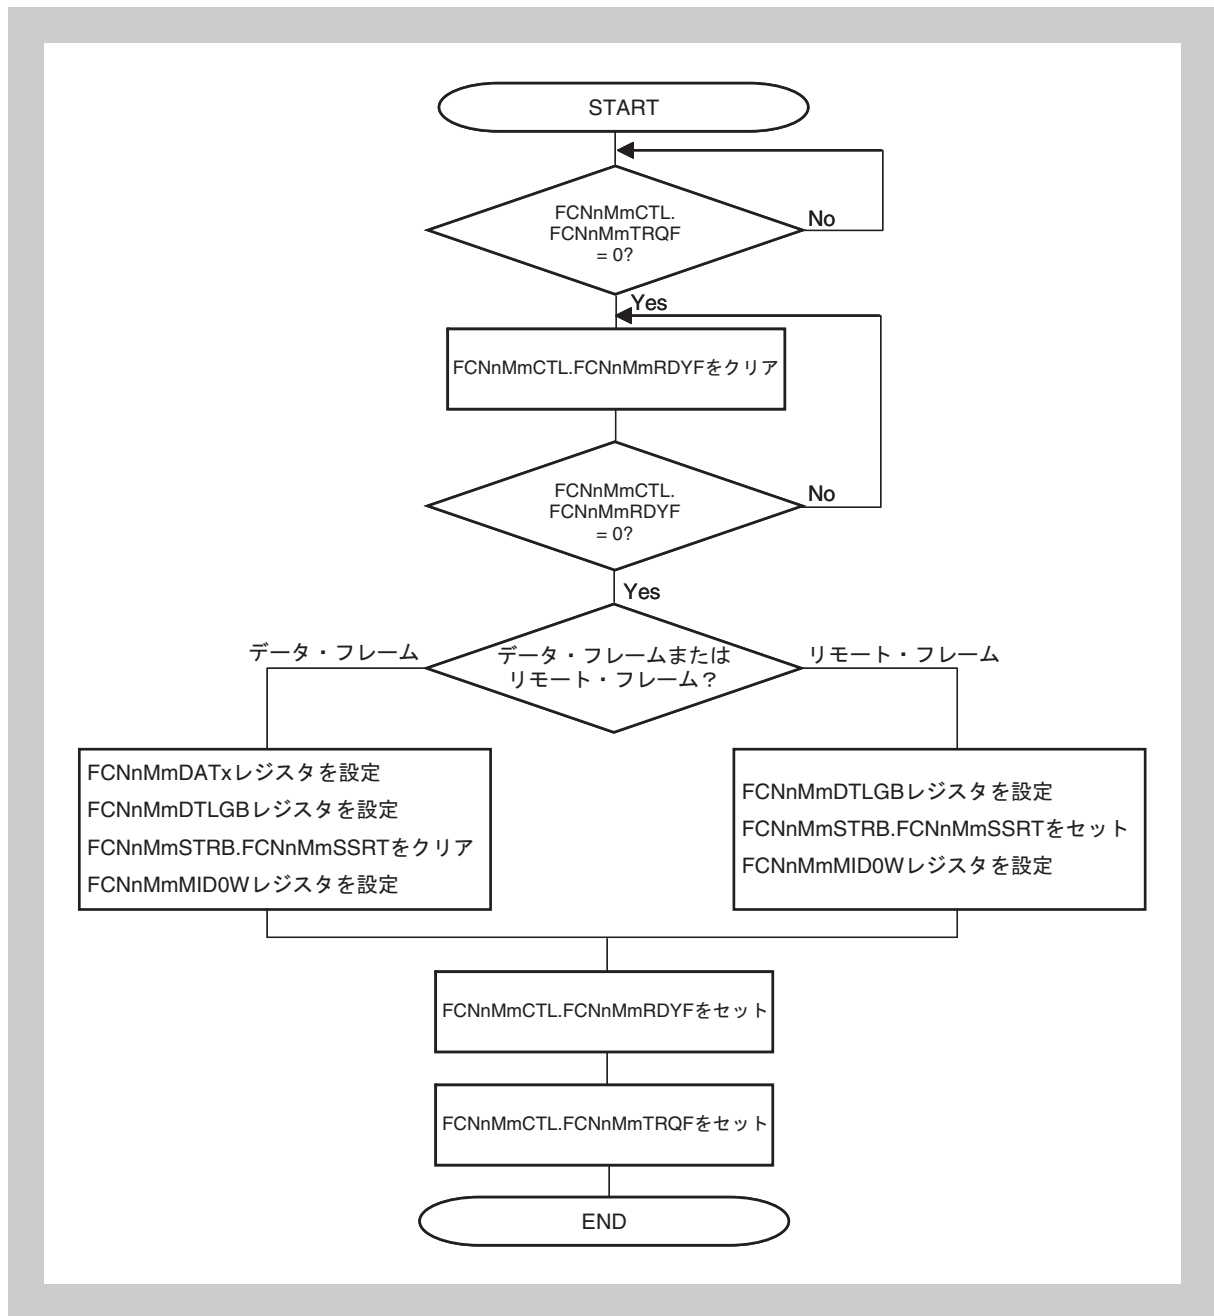 START
FCNnMmCTL.
FCNnMmTRQF
= 0?
No
Yes
FCNnMmCTL.FCNnMmRDYFをクリア
FCNnMmCTL.
FCNnMmRDYF
= 0?
No
Yes
データ・フレーム
データ・フレームまたは
リモート・フレーム？
リモート・フレーム
FCNnMmDATxレジスタを設定
FCNnMmDTLGBレジスタを設定
FCNnMmSTRB.FCNnMmSSRTをクリア
FCNnMmMID0Wレジスタを設定
FCNnMmDTLGBレジスタを設定
FCNnMmSTRB.FCNnMmSSRTをセット
FCNnMmMID0Wレジスタを設定
FCNnMmCTL.FCNnMmRDYFをセット
FCNnMmCTL.FCNnMmTRQFをセット
END